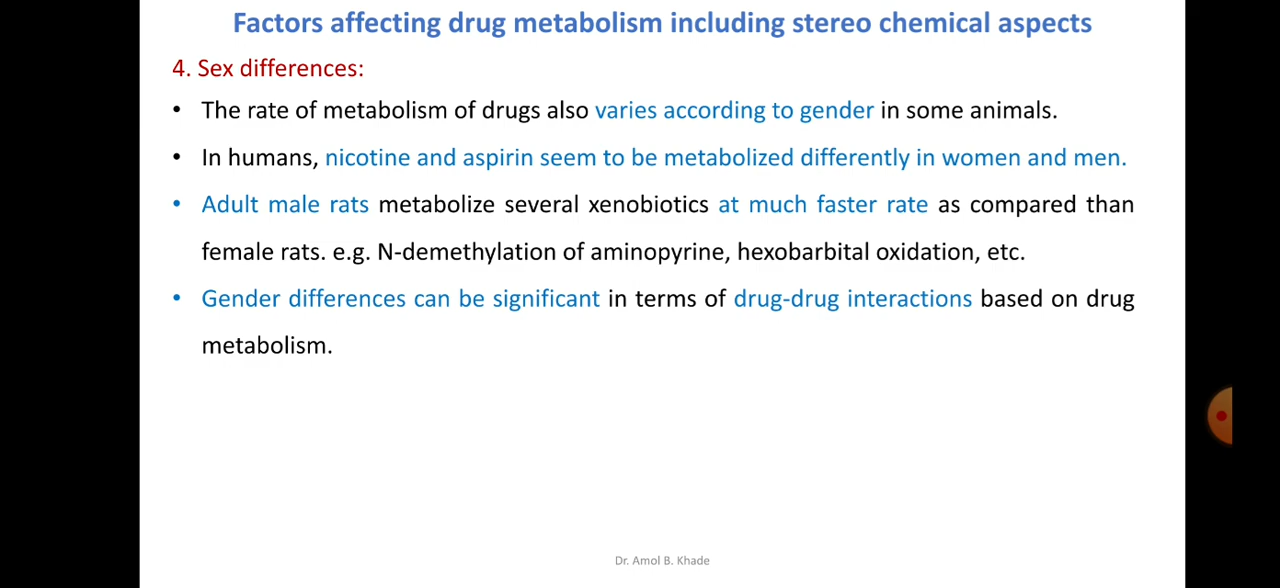 Factors affecting drug metabolism including stereo chemical aspects
4. Sex differences:
• The rate of metabolism of drugs also varies according to gender in some animals.
• In humans, nicotine and aspirin seem to be metabolized differently in women and men.
• Adult male rats metabolize several xenobiotics at much faster rate as compared than
female rats. e.g. N-demethylation of aminopyrine, hexobarbital oxidation, etc.
• Gender differences can be significant in terms of drug-drug interactions based on drug
metabolism.
Dr. Amol B. Khade